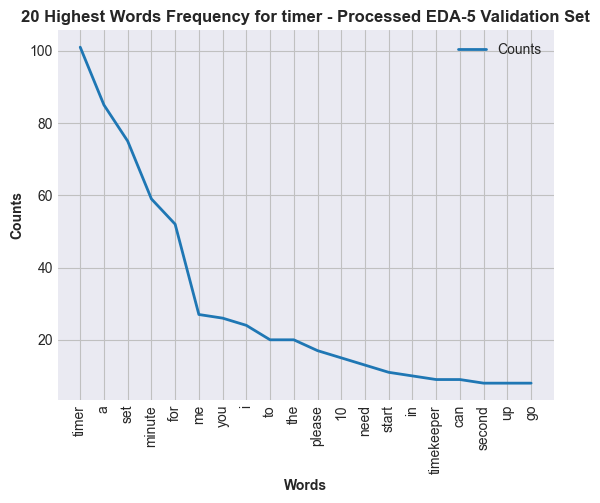 20 Highest Words Frequency for timer - Processed EDA-5 Validation Set
Counts
100
80
60
40
20
Counts
timer
a
set
minute
for
me
you
i
to
the
please
10
need
start
in
timekeeper
can
second
up
go
Words